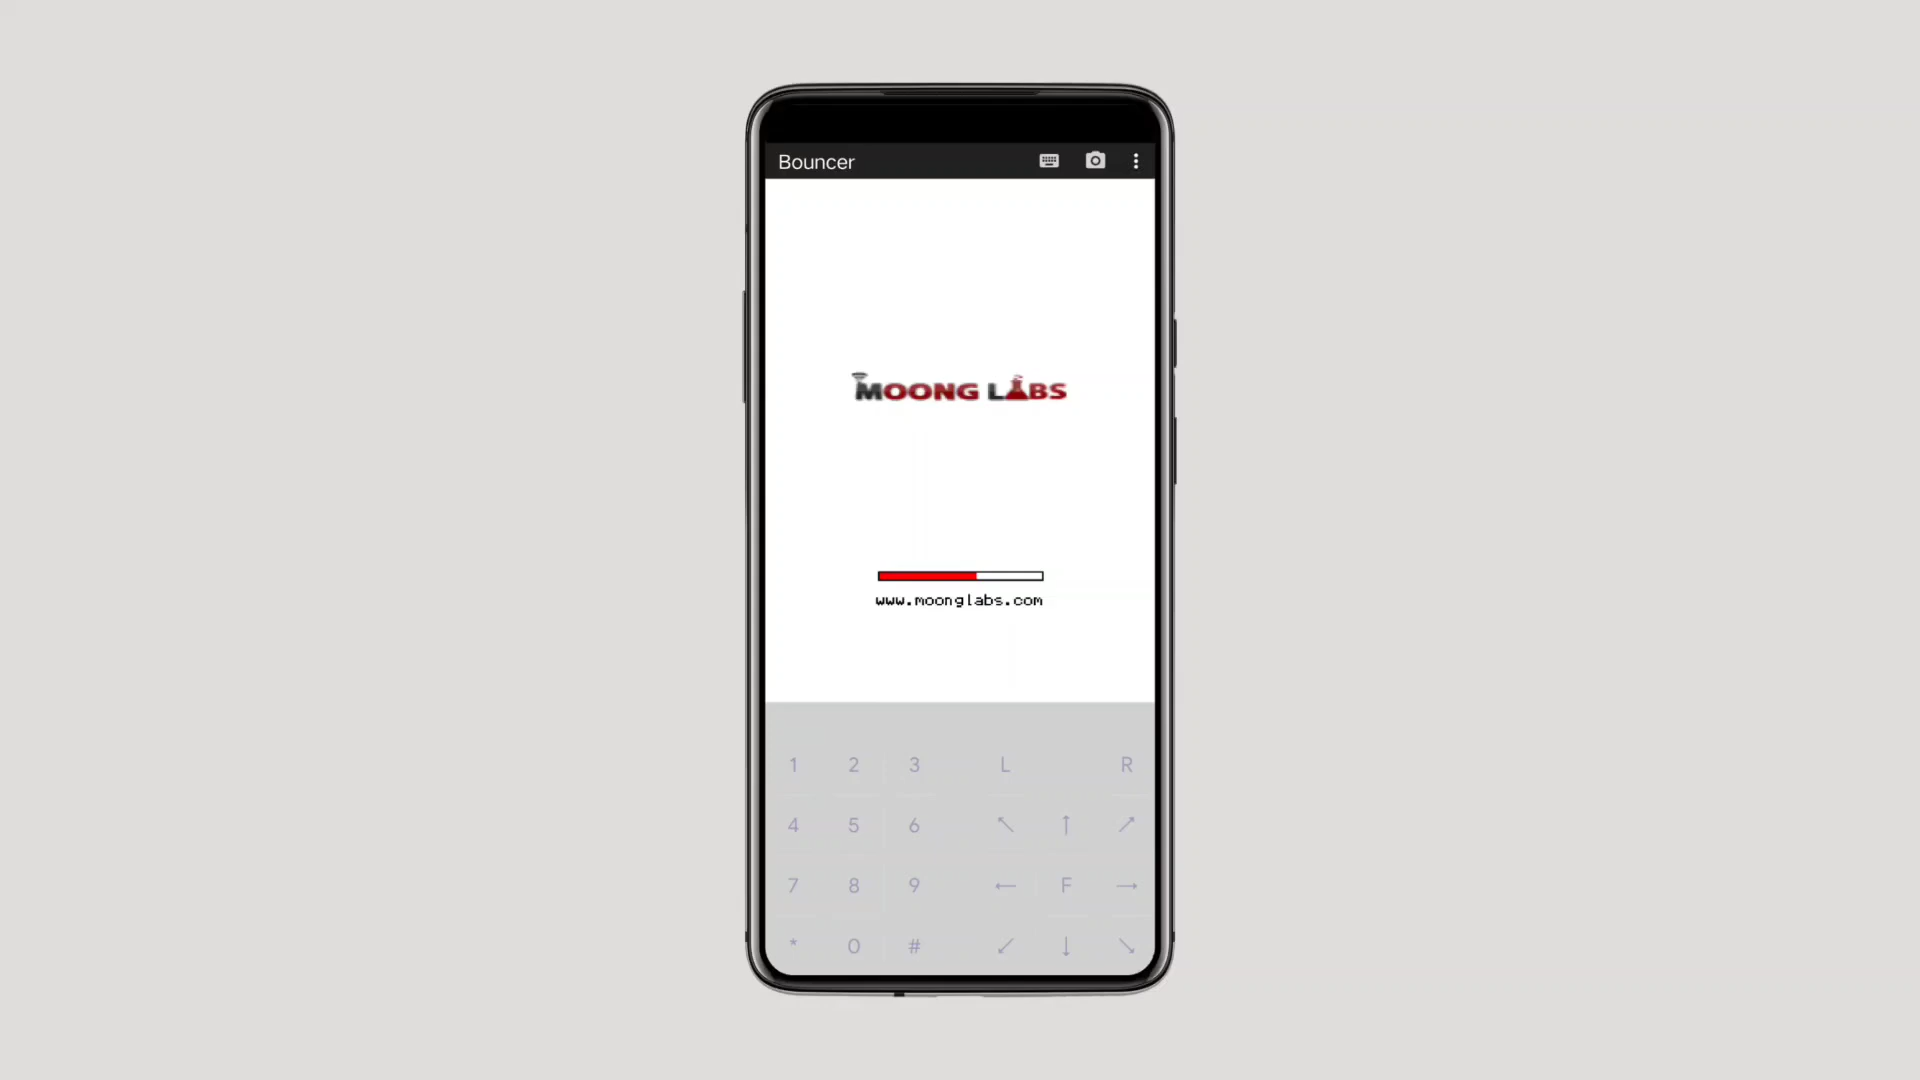 Bouncer
MOONG LABS
www.moonglabs.com
1 2 3 L R
4 5 6 ↖ ↑ ↗
7 8 9 ← F →
* 0 # ↙ ↓ ↘